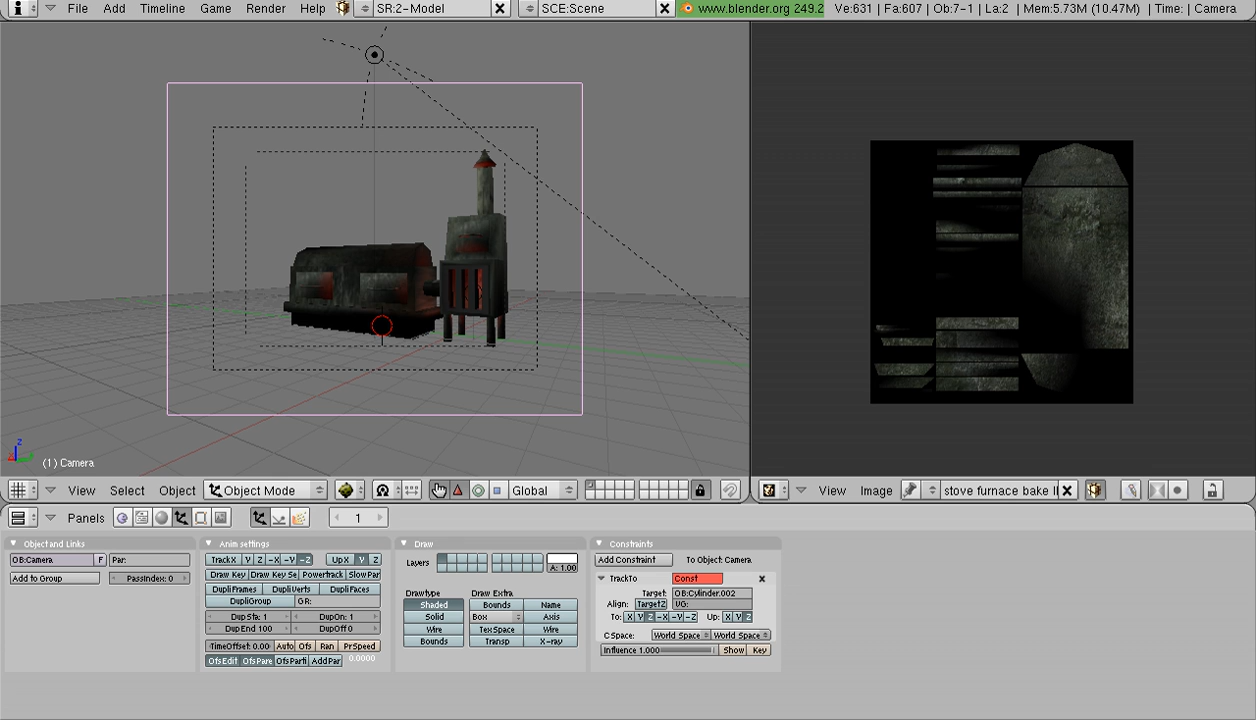 File Add Timeline Game Render Help SR:2-Model SCE:Scene www.blender.org 249.2 Ve:631 | Fa:607 | Ob:7-1 | La:2 | Mem:5.73M (10.47M) | Time: | Camera
z
x
(1) Camera
View Select Object Object Mode Global
View Image stove furnace bake II
Panels 1
Object and Links
OB:Camera F Par:
Add to Group PassIndex: 0
Anim settings
TrackX Y Z -X -Y -Z UpX Y Z
Draw Key Draw Key Se Powertrack SlowPar
DupliFrames DupliVerts DupliFaces
DupliGroup GR:
DupSta: 1 DupOn: 1
DupEnd 100 DupOff 0
TimeOffset: 0.00 Auto Ofs Ran PrSpeed
OfsEdit OfsPare OfsParti AddPar 0.0000
Draw
Layers A: 1.00
Drawtype Draw Extra
Shaded Bounds Name
Solid Box Axis
Wire TexSpace Wire
Bounds Transp X-ray
Constraints
Add Constraint To Object: Camera
TrackTo Const X
Target: OB:Cylinder.002
Align: TargetZ VG:
To: X Y Z -X -Y -Z Up: X Y Z
CSpace: World Space World Space
Influence 1.000 Show Key